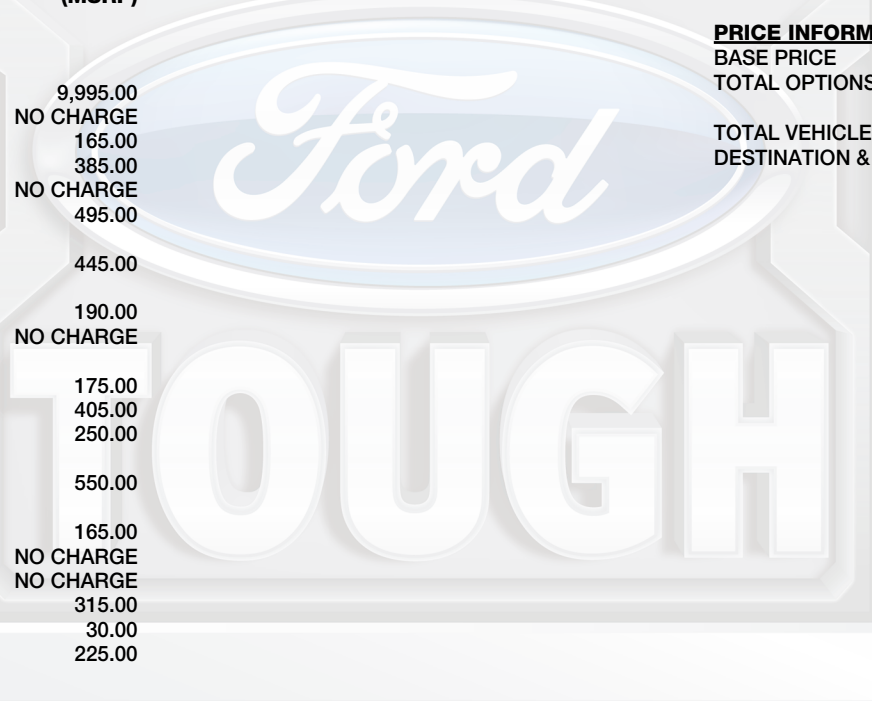 (MSRP)
9,995.00
NO CHARGE
165.00
385.00
NO CHARGE
495.00
445.00
190.00
NO CHARGE
175.00
405.00
250.00
550.00
165.00
NO CHARGE
NO CHARGE
315.00
30.00
225.00
PRICE INFORM
BASE PRICE
TOTAL OPTIONS
TOTAL VEHICLE
DESTINATION &
Ford
TOUGH